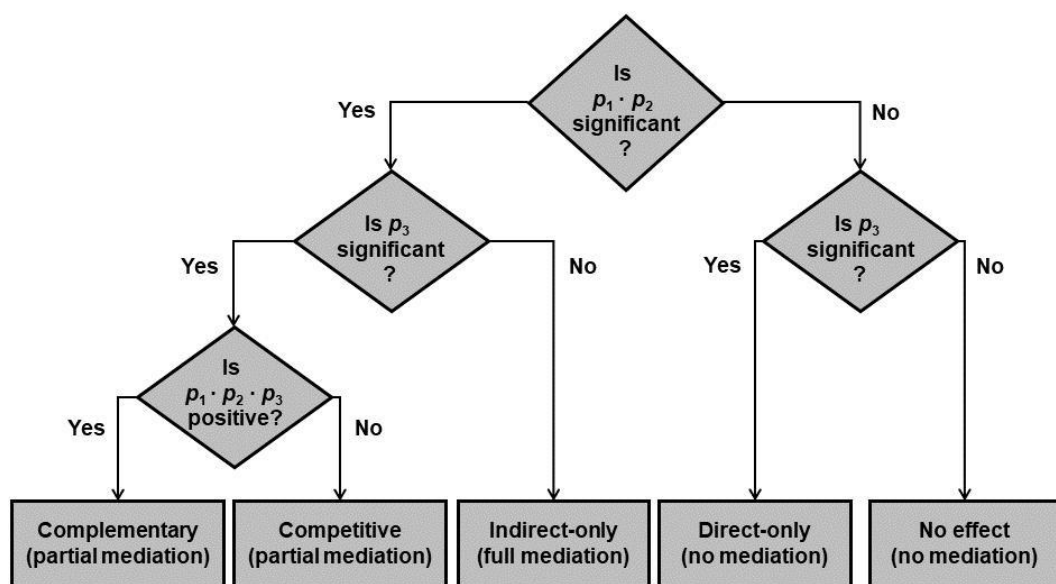 Is
p₁ · p₂
significant
?
Yes
No
Is p₃
significant
?
Yes
No
Is p₃
significant
?
Yes
No
Is
p₁ · p₂ · p₃
positive?
Yes
No
Complementary
(partial mediation)
Competitive
(partial mediation)
Indirect-only
(full mediation)
Direct-only
(no mediation)
No effect
(no mediation)